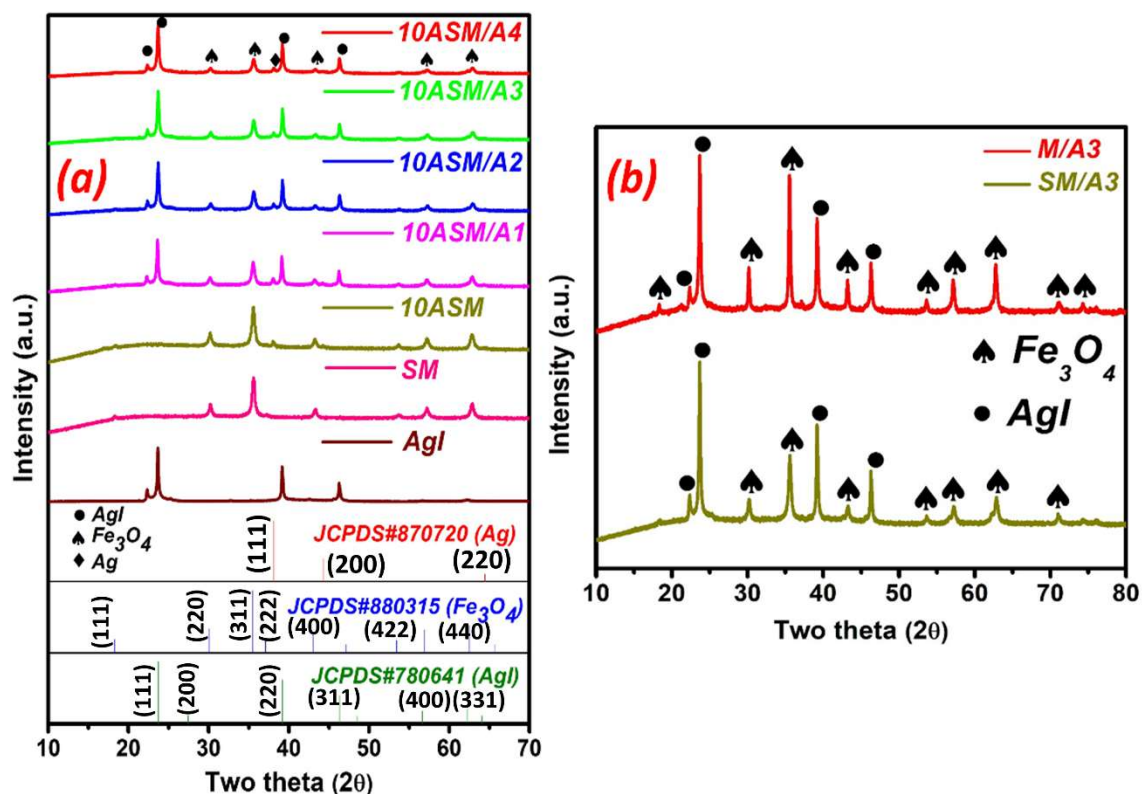 (a)
10ASM/A4
10ASM/A3
10ASM/A2
10ASM/A1
10ASM
SM
AgI
AgI
Fe3O4
Ag
JCPDS#870720 (Ag)
(111)
(200)
(220)
JCPDS#880315 (Fe3O4)
(111)
(220)
(311)
(222)
(400)
(422)
(440)
JCPDS#780641 (AgI)
(111)
(200)
(220)
(311)
(400)
(331)
10 20 30 40 50 60 70
Two theta (2θ)
Intensity (a.u.)
(b)
M/A3
SM/A3
Fe3O4
AgI
10 20 30 40 50 60 70 80
Two theta (2θ)
Intensity (a.u.)